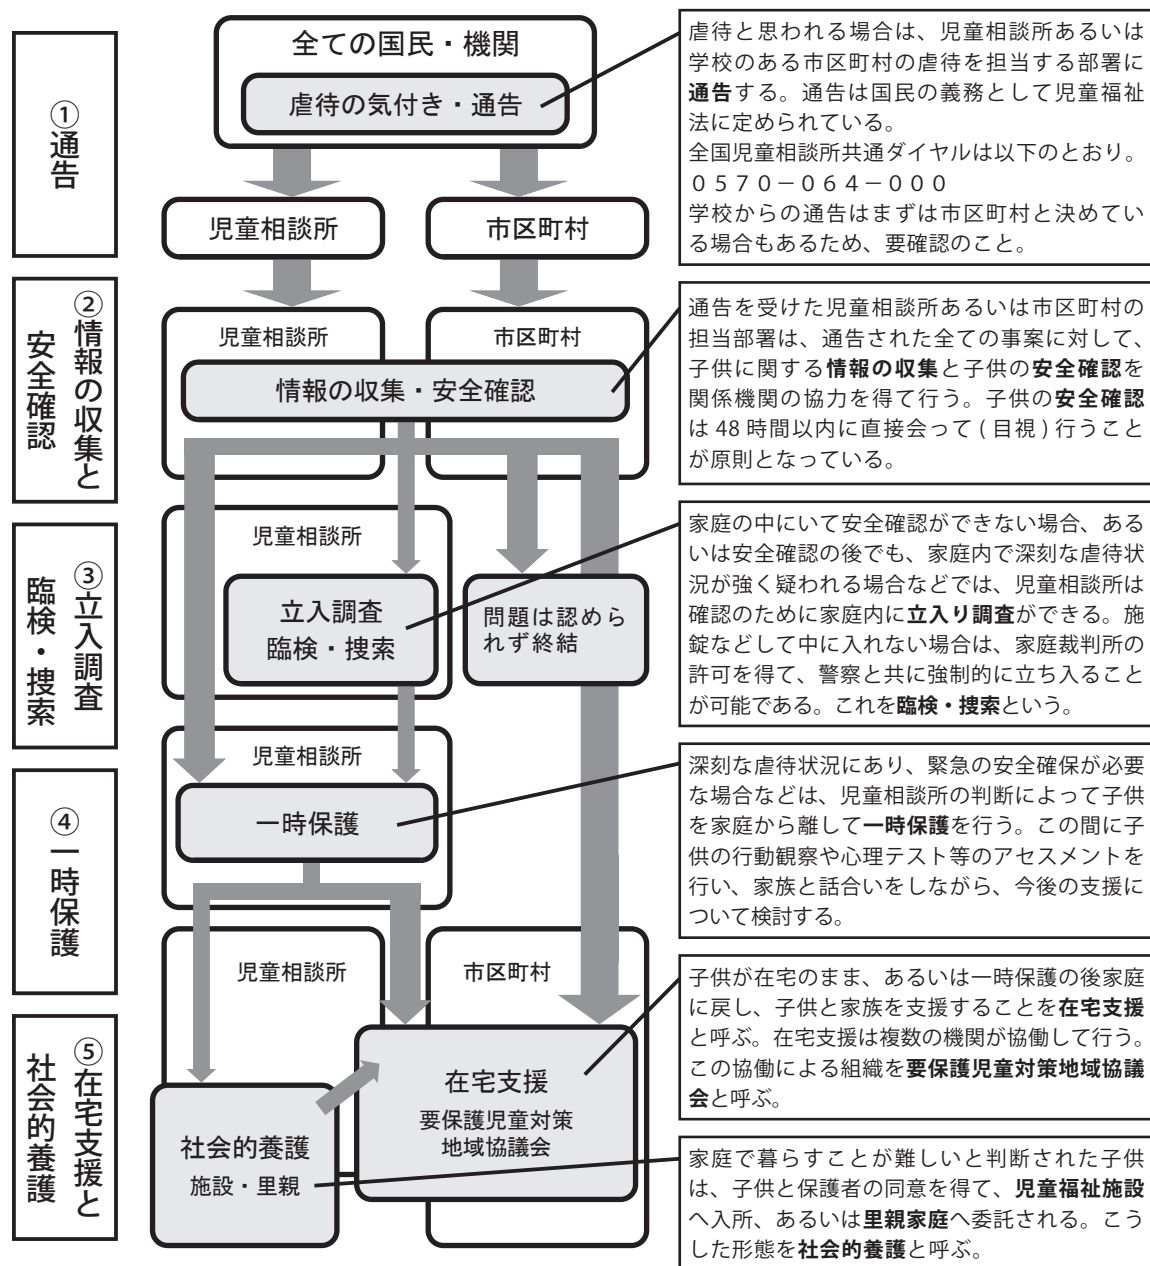 ①通告
全ての国民・機関
虐待の気付き・通告
児童相談所
市区町村
虐待と思われる場合は、児童相談所あるいは
学校のある市区町村の虐待を担当する部署に
通告する。通告は国民の義務として児童福祉
法に定められている。
全国児童相談所共通ダイヤルは以下のとおり。
０５７０－０６４－０００
学校からの通告はまずは市区町村と決めてい
る場合もあるため、要確認のこと。
②情報の収集と
安全確認
児童相談所
市区町村
情報の収集・安全確認
通告を受けた児童相談所あるいは市区町村の
担当部署は、通告された全ての事案に対して、
子供に関する情報の収集と子供の安全確認を
関係機関の協力を得て行う。子供の安全確認
は 48 時間以内に直接会って ( 目視 ) 行うこと
が原則となっている。
③立入調査
臨検・捜索
児童相談所
立入調査
臨検・捜索
問題は認めら
れず終結
家庭の中にいて安全確認ができない場合、ある
いは安全確認の後でも、家庭内で深刻な虐待状
況が強く疑われる場合などでは、児童相談所は
確認のために家庭内に立入り調査ができる。施
錠などして中に入れない場合は、家庭裁判所の
許可を得て、警察と共に強制的に立ち入ること
が可能である。これを臨検・捜索という。
④一時保護
児童相談所
一時保護
深刻な虐待状況にあり、緊急の安全確保が必要
な場合などは、児童相談所の判断によって子供
を家庭から離して一時保護を行う。この間に子
供の行動観察や心理テスト等のアセスメントを
行い、家族と話合いをしながら、今後の支援に
ついて検討する。
⑤在宅支援と
社会的養護
児童相談所
市区町村
在宅支援
要保護児童対策
地域協議会
社会的養護
施設・里親
子供が在宅のまま、あるいは一時保護の後家庭
に戻し、子供と家族を支援することを在宅支援
と呼ぶ。在宅支援は複数の機関が協働して行う。
この協働による組織を要保護児童対策地域協議
会と呼ぶ。
家庭で暮らすことが難しいと判断された子供
は、子供と保護者の同意を得て、児童福祉施設
へ入所、あるいは里親家庭へ委託される。こう
した形態を社会的養護と呼ぶ。